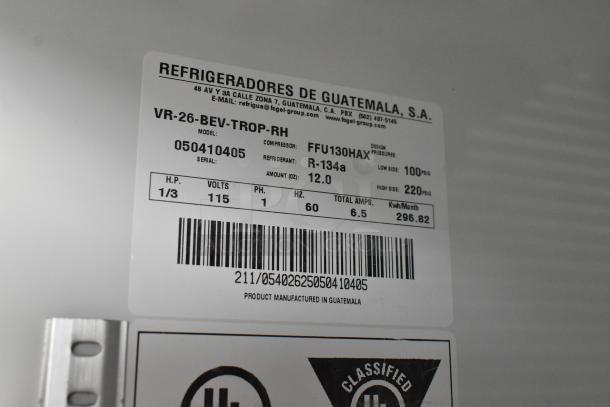 REFRIGERADORES DE GUATEMALA, S.A.
48 AV Y 3A CALLE ZONA 7, GUATEMALA, C.A. PBX (502) 437-5145
E-MAIL: refrigua@fogel-group.com www.fogel-group.com
VR-26-BEV-TROP-RH
MODEL:
050410405
SERIAL:
COMPRESSOR: FFU130HAX
REFRIGERANT: R-134a
AMOUNT (OZ): 12.0
DESIGN PRESSURES
LOW SIDE: 100 PSIG
HIGH SIDE: 220 PSIG
H.P. VOLTS PH. HZ. TOTAL AMPS. Kwh/Month
1/3 115 1 60 6.5 296.82
211/05402625050410405
PRODUCT MANUFACTURED IN GUATEMALA
CLASSIFIED